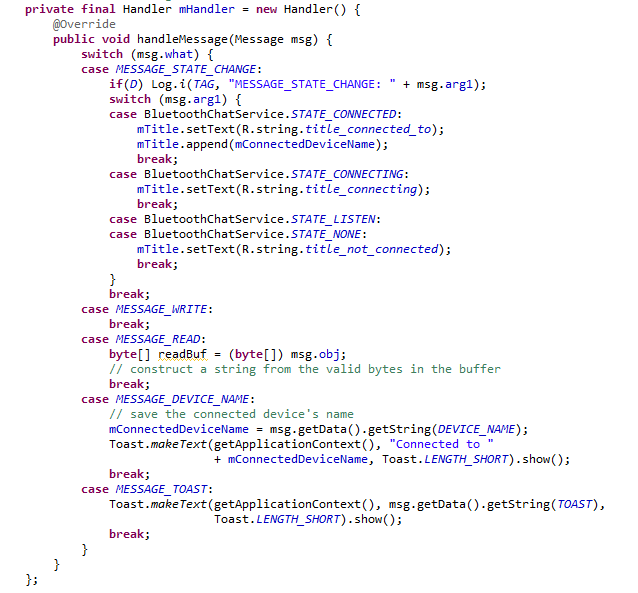 private final Handler mHandler = new Handler() {
    @Override
    public void handleMessage(Message msg) {
        switch (msg.what) {
        case MESSAGE_STATE_CHANGE:
            if(D) Log.i(TAG, "MESSAGE_STATE_CHANGE: " + msg.arg1);
            switch (msg.arg1) {
            case BluetoothChatService.STATE_CONNECTED:
                mTitle.setText(R.string.title_connected_to);
                mTitle.append(mConnectedDeviceName);
                break;
            case BluetoothChatService.STATE_CONNECTING:
                mTitle.setText(R.string.title_connecting);
                break;
            case BluetoothChatService.STATE_LISTEN:
            case BluetoothChatService.STATE_NONE:
                mTitle.setText(R.string.title_not_connected);
                break;
            }
            break;
        case MESSAGE_WRITE:
            break;
        case MESSAGE_READ:
            byte[] readBuf = (byte[]) msg.obj;
            // construct a string from the valid bytes in the buffer
            break;
        case MESSAGE_DEVICE_NAME:
            // save the connected device's name
            mConnectedDeviceName = msg.getData().getString(DEVICE_NAME);
            Toast.makeText(getApplicationContext(), "Connected to "
                           + mConnectedDeviceName, Toast.LENGTH_SHORT).show();
            break;
        case MESSAGE_TOAST:
            Toast.makeText(getApplicationContext(), msg.getData().getString(TOAST),
                           Toast.LENGTH_SHORT).show();
            break;
        }
    }
};